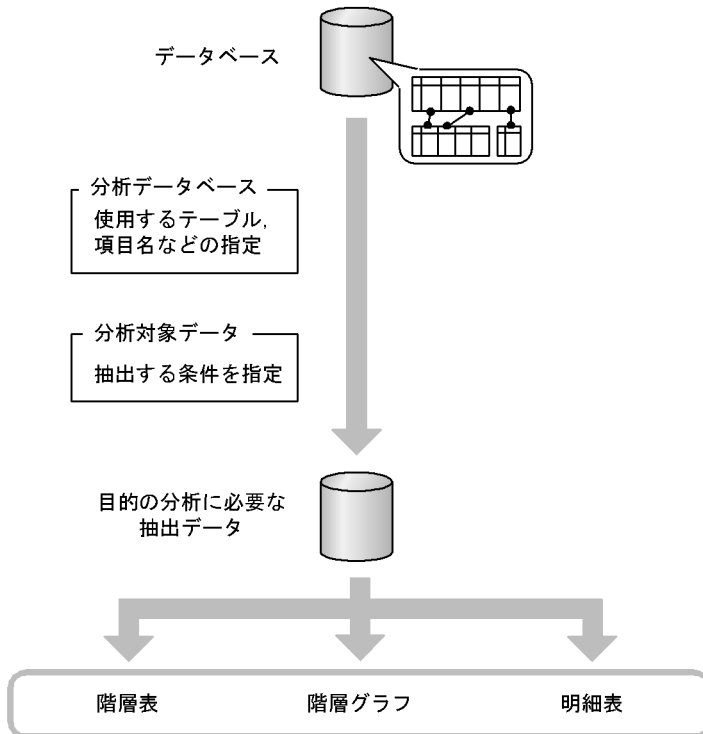 データベース
分析データベース
使用するテーブル,
項目名などの指定
分析対象データ
抽出する条件を指定
目的の分析に必要な
抽出データ
階層表
階層グラフ
明細表